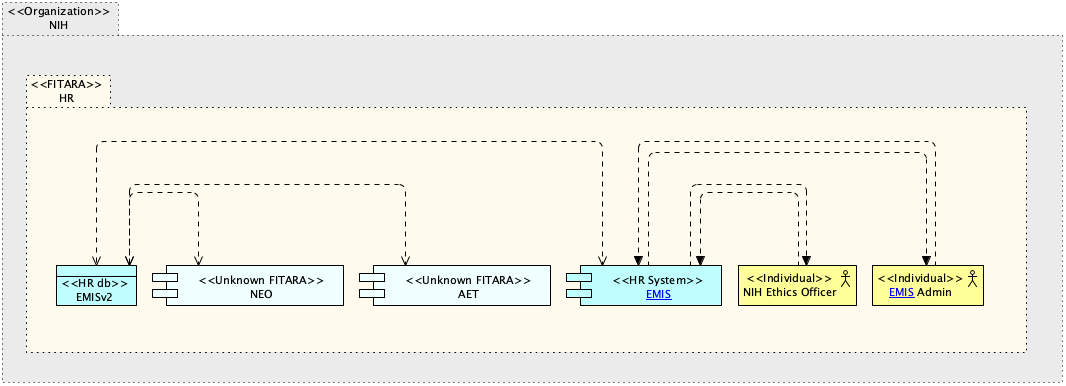 <<Organization>>
NIH
<<FITARA>>
HR
<<HR db>>
EMISv2
<<Unknown FITARA>>
NEO
<<Unknown FITARA>>
AET
<<HR System>>
EMIS
<<Individual>>
NIH Ethics Officer
<<Individual>>
EMIS Admin